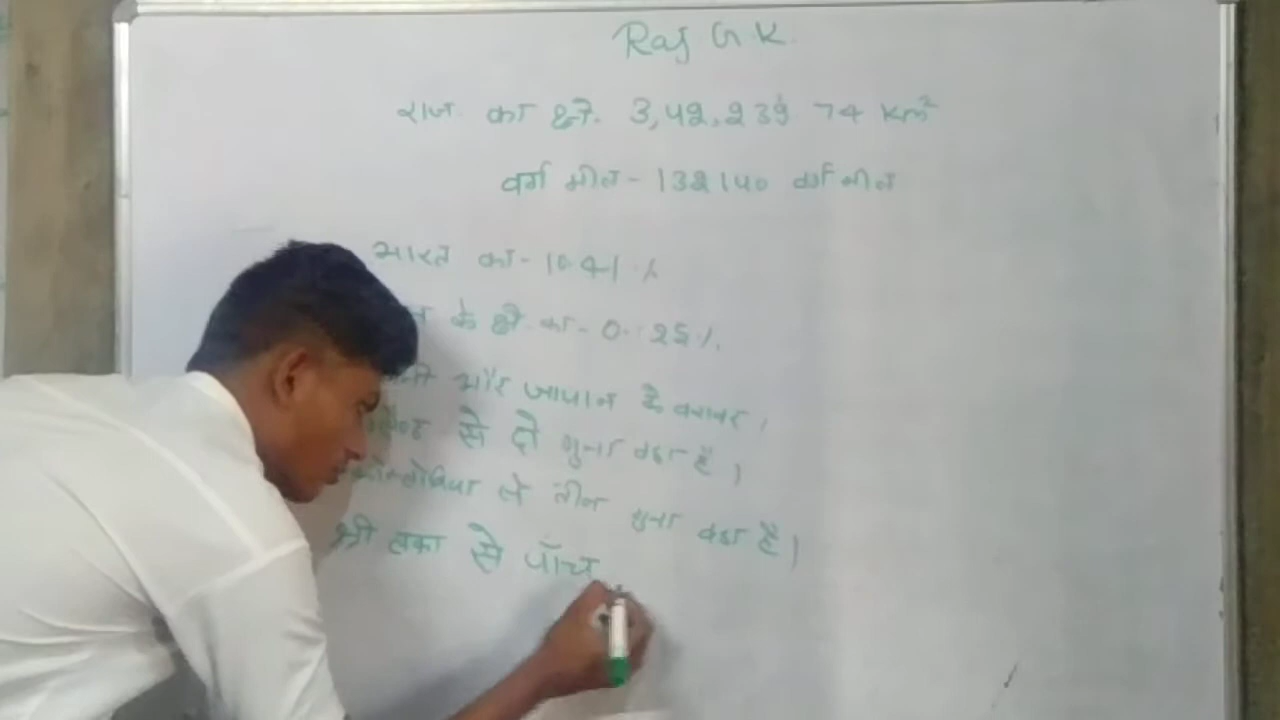 Raj G K.
राज. का क्षे. 3,42,239 74 Km²
वर्ग मील - 132140 वर्ग मील
भारत का - 10.41 %
के क्षे. का - 0.25 %
और जापान के बराबर।
से दो गुना बड़ा है।
से तीन गुना बड़ा है।
श्री लंका से पाँच